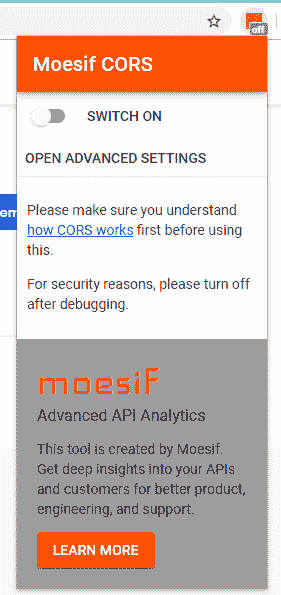 off
Moesif CORS
SWITCH ON
OPEN ADVANCED SETTINGS
em
Please make sure you understand
how CORS works first before using
this.
For security reasons, please turn off
after debugging.
moesif
Advanced API Analytics
This tool is created by Moesif.
Get deep insights into your APIs
and customers for better product,
engineering, and support.
LEARN MORE